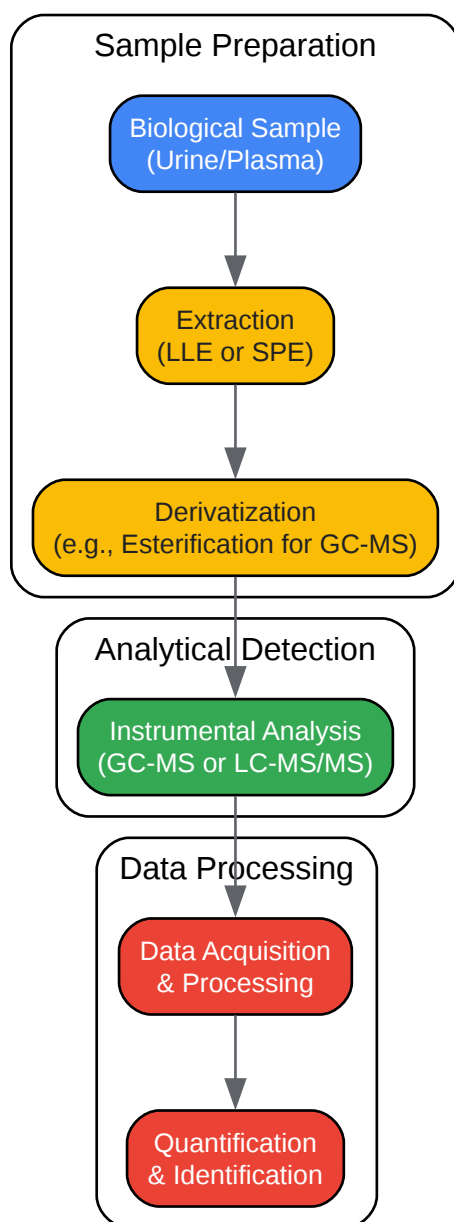 Sample Preparation
Biological Sample
(Urine/Plasma)
Extraction
(LLE or SPE)
Derivatization
(e.g., Esterification for GC-MS)
Analytical Detection
Instrumental Analysis
(GC-MS or LC-MS/MS)
Data Processing
Data Acquisition
& Processing
Quantification
& Identification